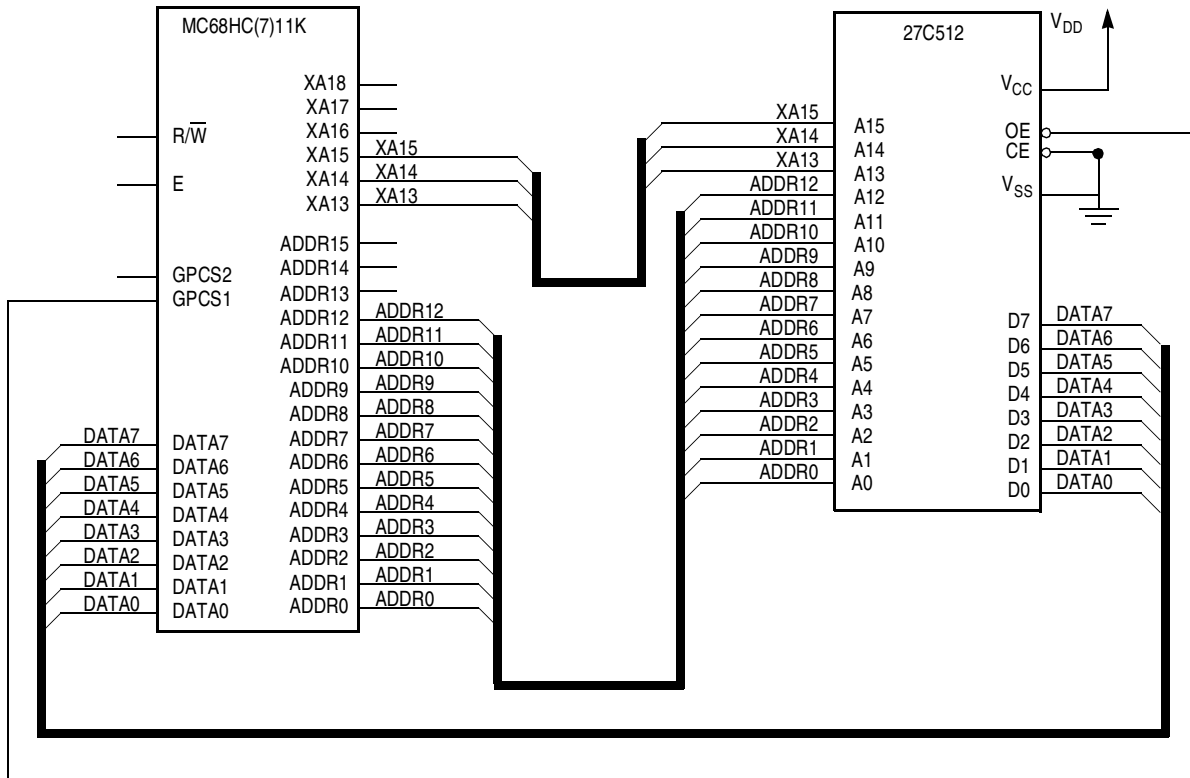 MC68HC(7)11K
XA18
XA17
XA16
XA15
XA14
XA13
R/W̅
E
GPCS2
GPCS1
ADDR15
ADDR14
ADDR13
ADDR12
ADDR11
ADDR10
ADDR9
ADDR8
ADDR7
ADDR6
ADDR5
ADDR4
ADDR3
ADDR2
ADDR1
ADDR0
DATA7
DATA6
DATA5
DATA4
DATA3
DATA2
DATA1
DATA0
DATA7
DATA6
DATA5
DATA4
DATA3
DATA2
DATA1
DATA0
XA15
XA14
XA13
ADDR12
ADDR11
ADDR10
ADDR9
ADDR8
ADDR7
ADDR6
ADDR5
ADDR4
ADDR3
ADDR2
ADDR1
ADDR0
XA15
XA14
XA13
ADDR12
ADDR11
ADDR10
ADDR9
ADDR8
ADDR7
ADDR6
ADDR5
ADDR4
ADDR3
ADDR2
ADDR1
ADDR0
27C512
VDD
VCC
OE
CE
VSS
A15
A14
A13
A12
A11
A10
A9
A8
A7
A6
A5
A4
A3
A2
A1
A0
D7
D6
D5
D4
D3
D2
D1
D0
DATA7
DATA6
DATA5
DATA4
DATA3
DATA2
DATA1
DATA0